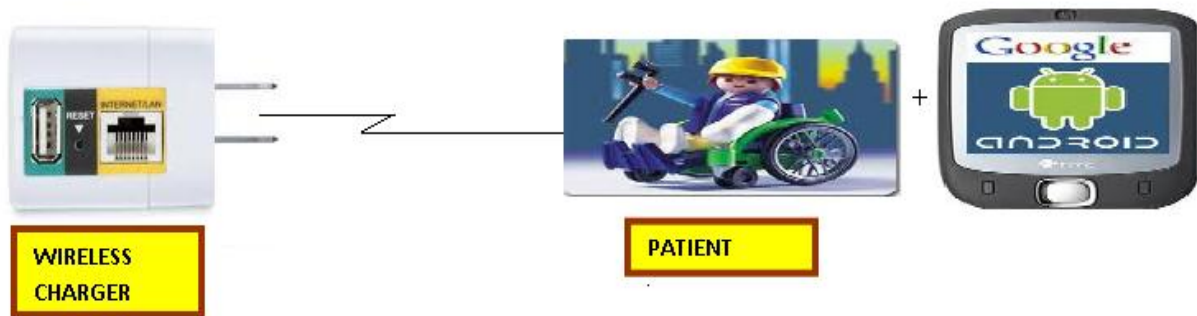 RESET
INTERNET/LAN
WIRELESS
CHARGER
PATIENT
+
Google
ANDROID